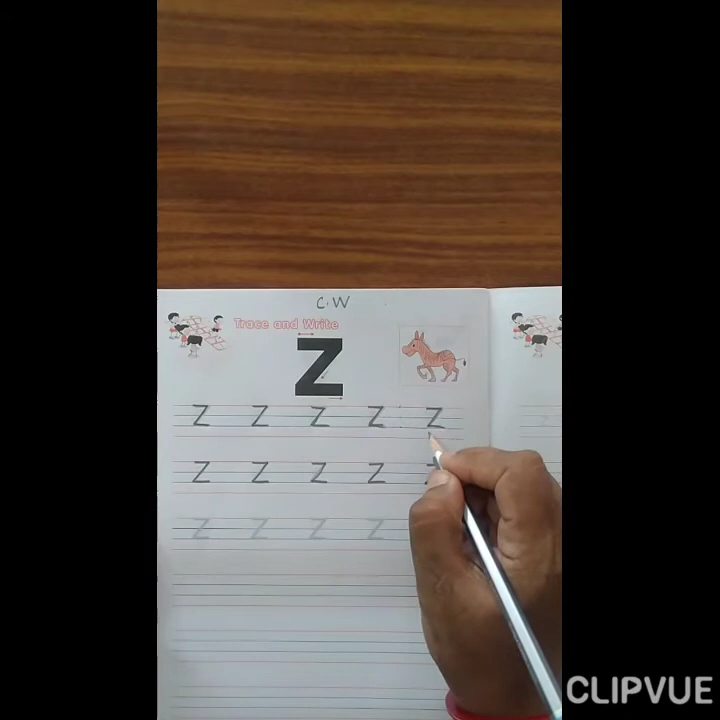 C.W
Trace and Write
Z
Z Z Z Z Z
Z Z Z Z
Z Z Z Z
CLIPVUE